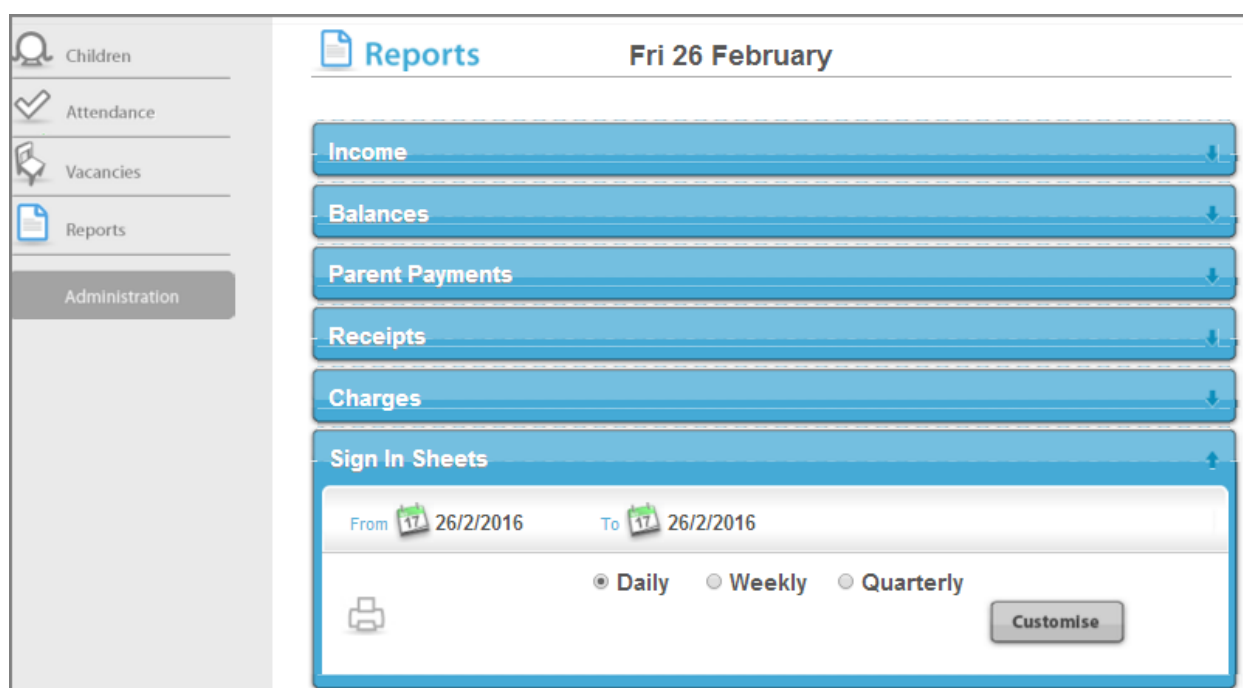 Children
Attendance
Vacancies
Reports
Administration
Reports Fri 26 February
Income
Balances
Parent Payments
Receipts
Charges
Sign In Sheets
From 17 26/2/2016 To 17 26/2/2016
Daily Weekly Quarterly
Customise